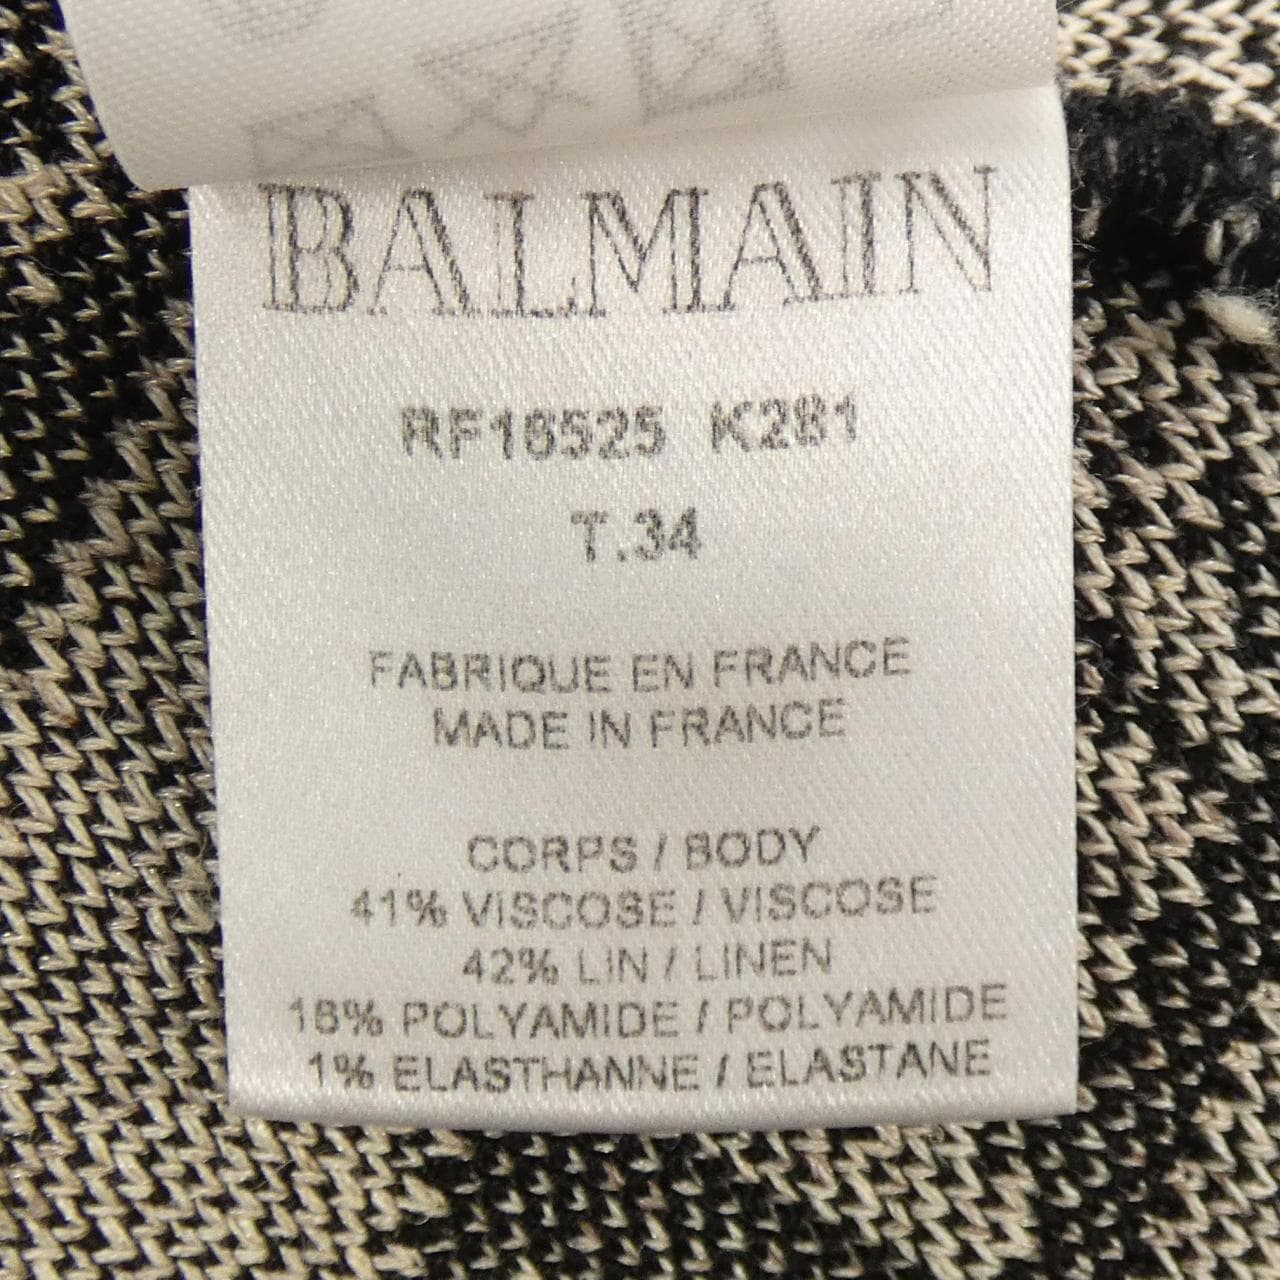 BALMAIN
RF16525 K281
T.34
FABRIQUE EN FRANCE
MADE IN FRANCE
CORPS / BODY
41% VISCOSE / VISCOSE
42% LIN / LINEN
16% POLYAMIDE / POLYAMIDE
1% ELASTHANNE / ELASTANE